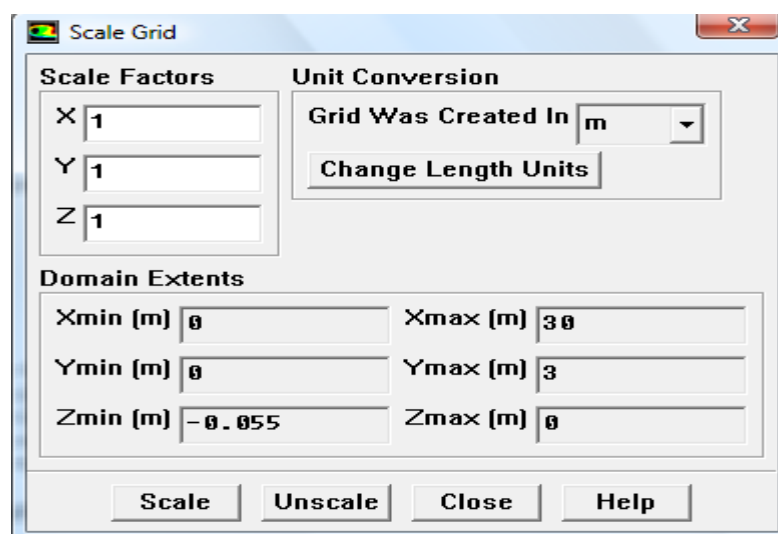 Scale Grid
Scale Factors
X 1
Y 1
Z 1
Unit Conversion
Grid Was Created In m
Change Length Units
Domain Extents
Xmin (m) 0 Xmax (m) 30
Ymin (m) 0 Ymax (m) 3
Zmin (m) -0.055 Zmax (m) 0
Scale Unscale Close Help